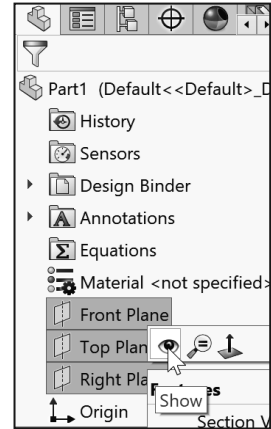 Part1 (Default<<Default>_D
History
Sensors
Design Binder
Annotations
Equations
Material <not specified>
Front Plane
Top Plan
Right Pla
Show
Origin
Section V